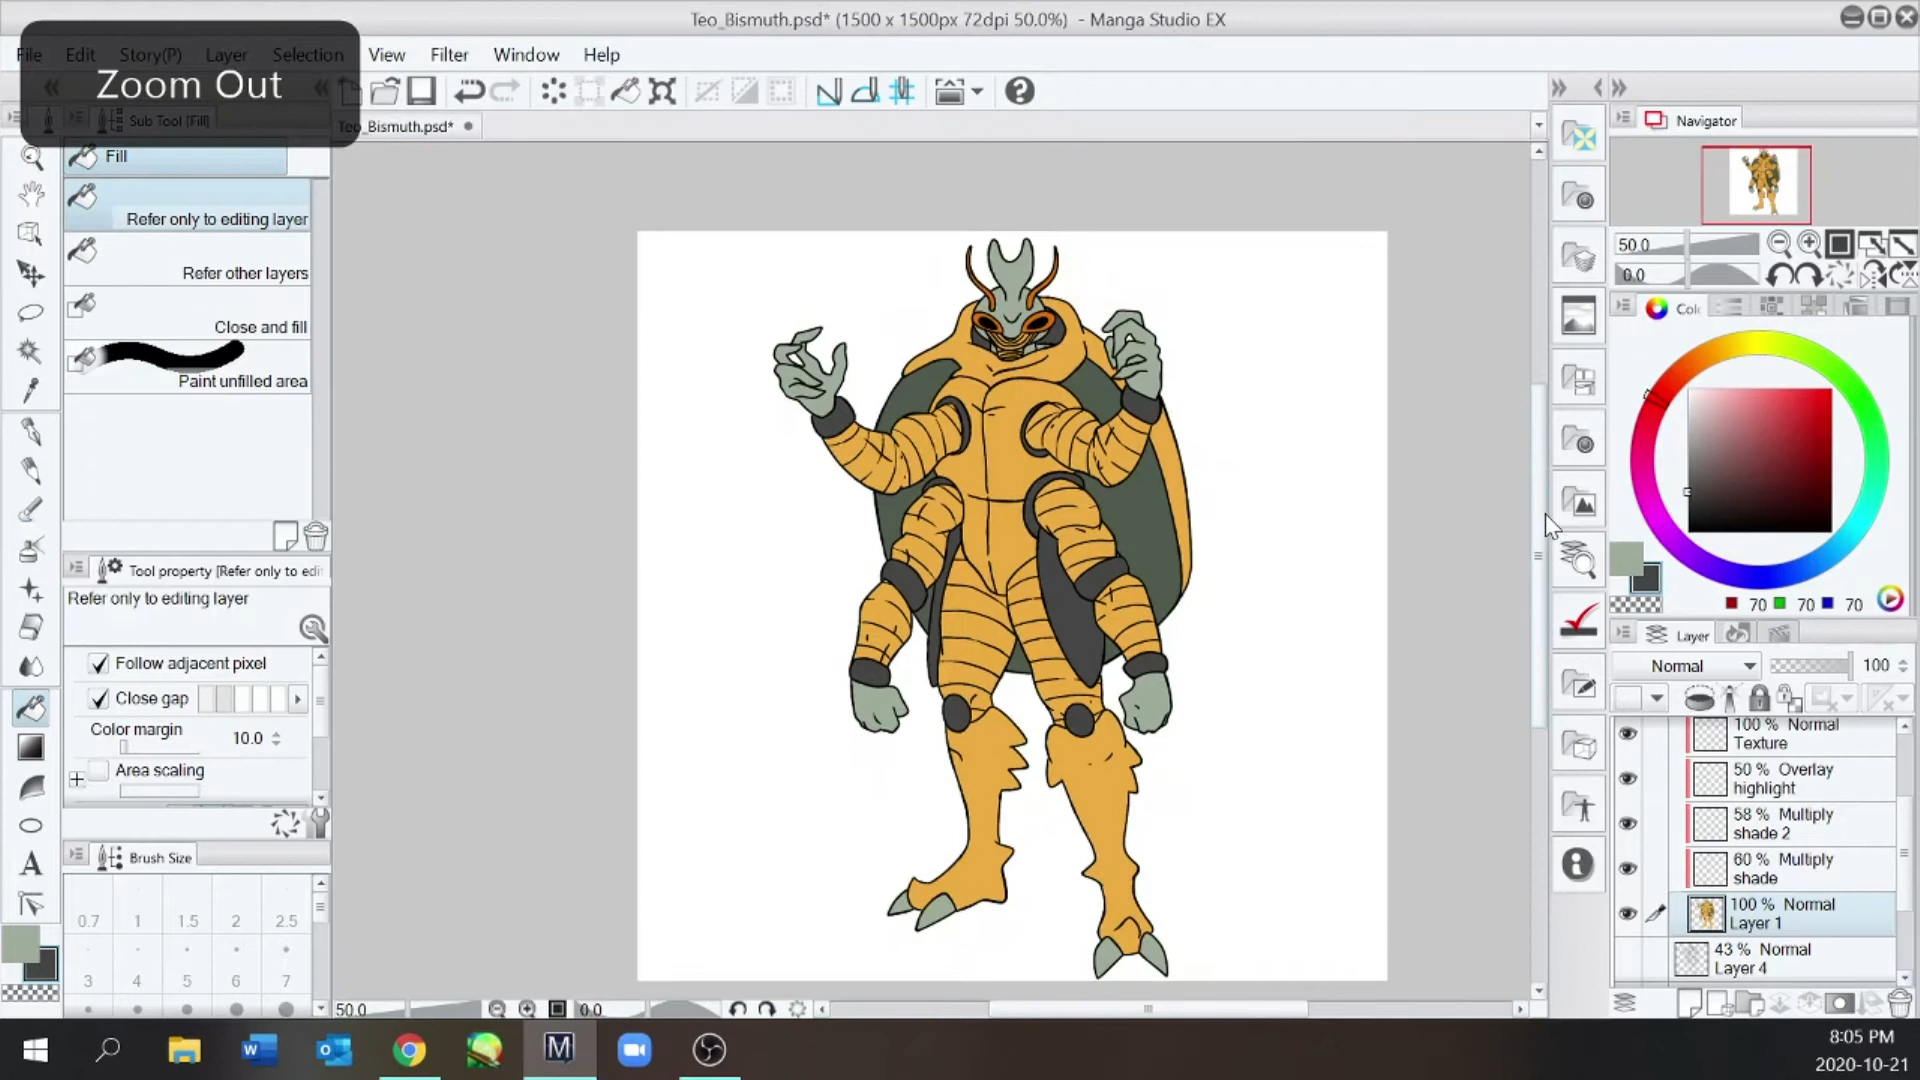 Teo_Bismuth.psd* (1500 x 1500px 72dpi 50.0%) - Manga Studio EX
File Edit Story(P) Layer Selection View Filter Window Help
Zoom Out
Sub Tool [Fill]
Teo_Bismuth.psd*
Navigator
Fill
Refer only to editing layer
Refer other layers
Close and fill
Paint unfilled area
50.0
0.0
Tool property [Refer only to edi
Refer only to editing layer
Follow adjacent pixel
Close gap
Color margin 10.0
Area scaling
Brush Size
0.7 1 1.5 2 2.5
3 4 5 6 7
50.0 0.0
70 70 70
Layer
Normal 100
100 % Normal
Texture
50 % Overlay
highlight
58 % Multiply
shade 2
60 % Multiply
shade
100 % Normal
Layer 1
43 % Normal
Layer 4
8:05 PM
2020-10-21